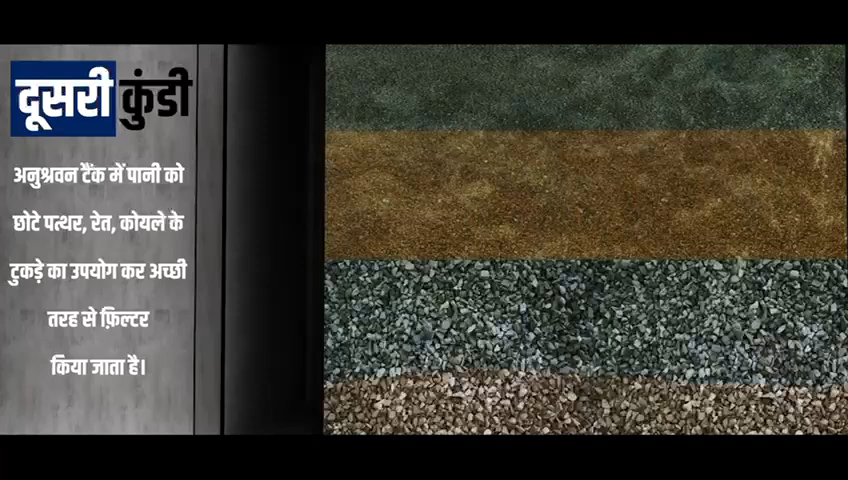 दूसरी कुंडी
अनुश्रवन टैंक में पानी को
छोटे पत्थर, रेत, कोयले के
टुकड़े का उपयोग कर अच्छी
तरह से फ़िल्टर
किया जाता है।